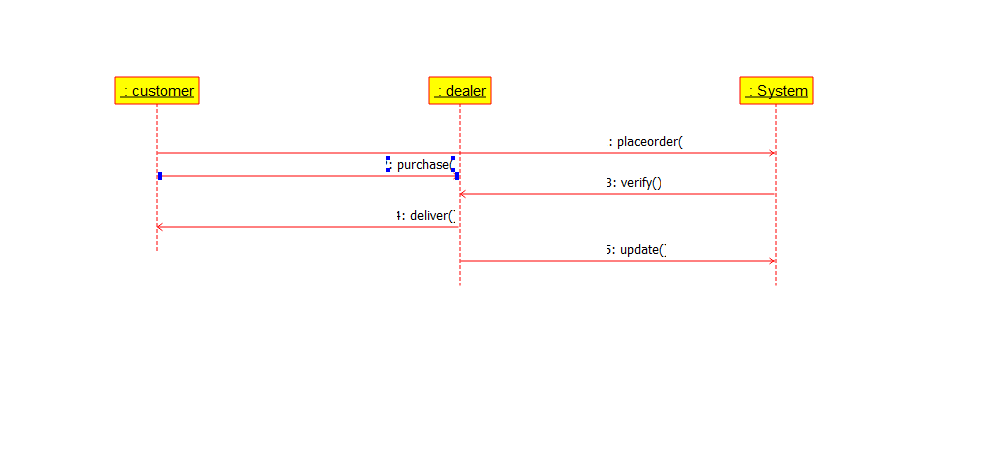 : customer
: dealer
: System
: placeorder(
: purchase(
3: verify()
4: deliver()
5: update()